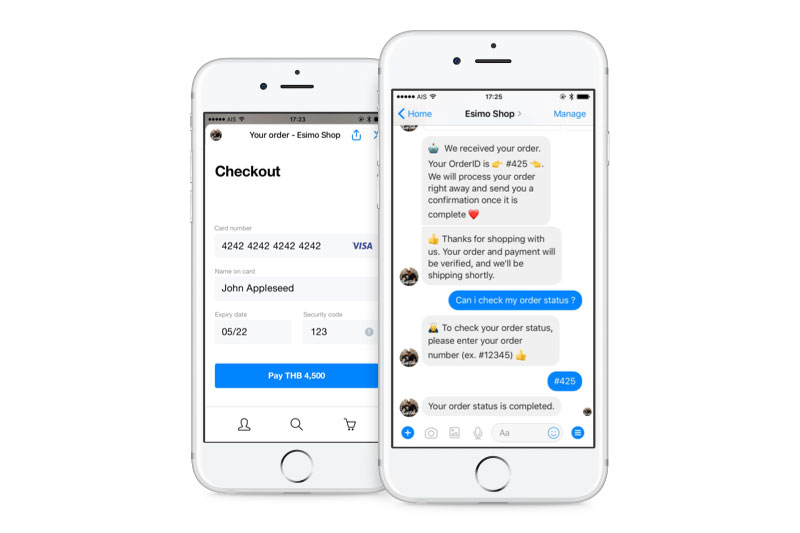 AIS 17:23
Your order - Esimo Shop
Checkout
Card number
4242 4242 4242 4242 VISA
Name on card
John Appleseed
Expiry date Security code
05/22 123
Pay THB 4,500
AIS 17:25
Home Esimo Shop Manage
🤖 We received your order.
Your OrderID is 👉 #425 👈.
We will process your order
right away and send you a
confirmation once it is
complete ❤️
👍 Thanks for shopping with
us. Your order and payment will
be verified, and we'll be
shipping shortly.
Can i check my order status ?
To check your order status,
please enter your order
number (ex. #12345) 👍
#425
Your order status is completed.
Aa